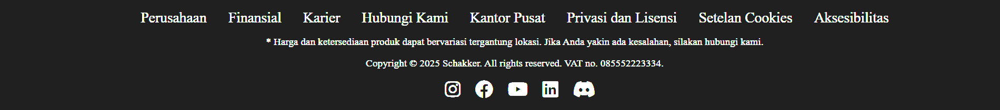 Perusahaan Finansial Karier Hubungi Kami Kantor Pusat Privasi dan Lisensi Setelan Cookies Aksesibilitas
* Harga dan ketersediaan produk dapat bervariasi tergantung lokasi. Jika Anda yakin ada kesalahan, silakan hubungi kami.
Copyright © 2025 Schakker. All rights reserved. VAT no. 085552223334.